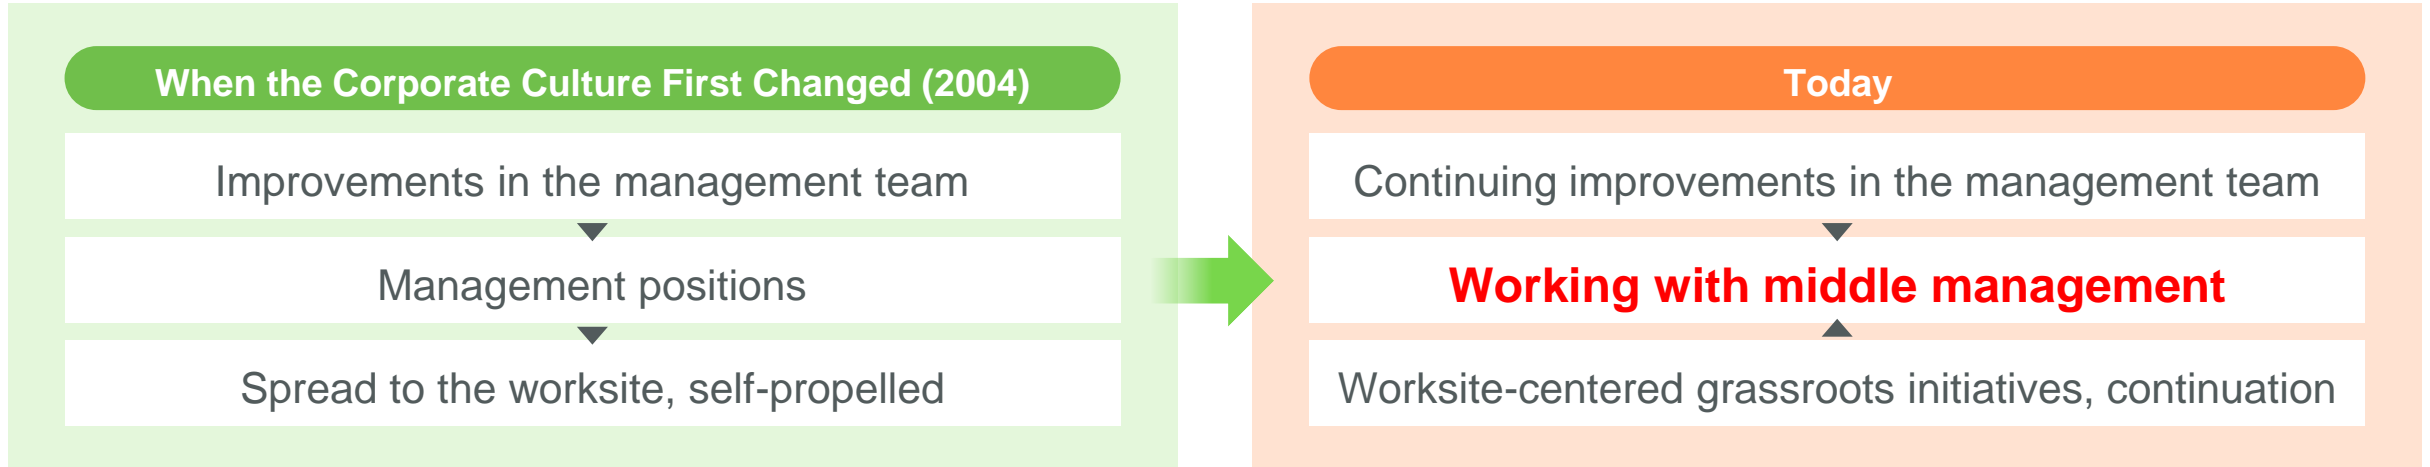 When the Corporate Culture First Changed (2004)
Improvements in the management team
Management positions
Spread to the worksite, self-propelled
Today
Continuing improvements in the management team
Working with middle management
Worksite-centered grassroots initiatives, continuation